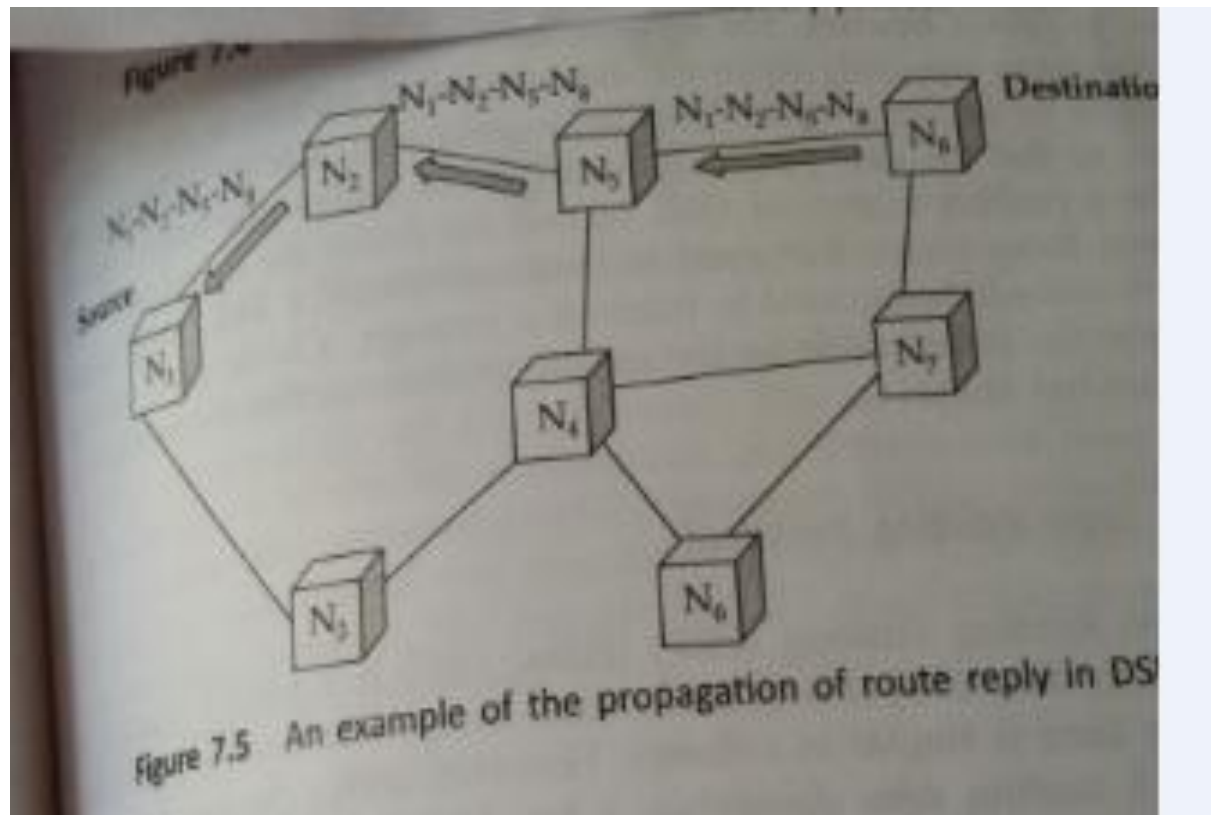 Figure 7.4
N₁-N₂-N₅-N₈
N₁-N₂-N₅-N₈
Destinatio
N₂
N₅
N₈
N₁-N₂-N₅-N₈
Source
N₁
N₇
N₄
N₃
N₆
Figure 7.5 An example of the propagation of route reply in DS